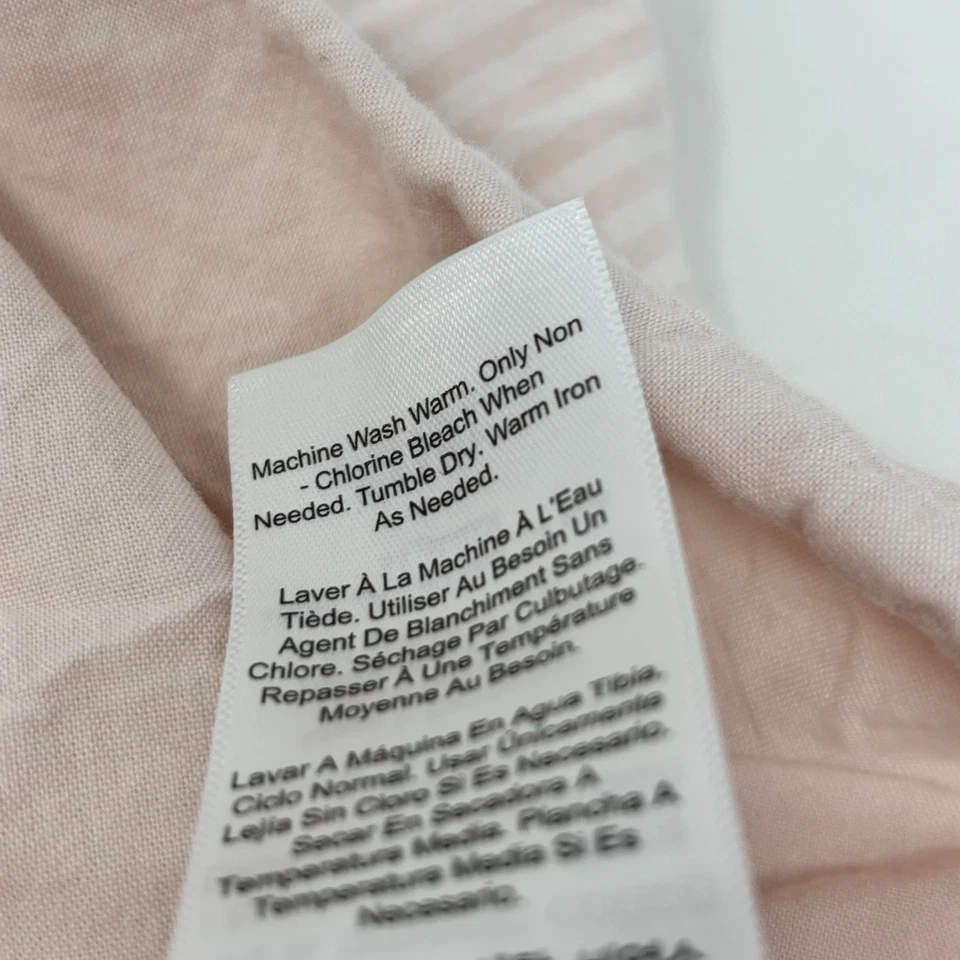 Machine Wash Warm. Only Non
- Chlorine Bleach When
Needed. Tumble Dry. Warm Iron
As Needed.
Laver À La Machine À L'Eau
Tiède. Utiliser Au Besoin Un
Agent De Blanchiment Sans
Chlore. Séchage Par Culbutage.
Repasser À Une Température
Moyenne Au Besoin.
Lavar A Máquina En Agua Tibia,
Ciclo Normal. Usar Únicamente
Lejía Sin Cloro Si Es Necesario.
Secar En Secadora A
Temperatura Media. Plancha A
Temperatura Media Si Es
Necesario.